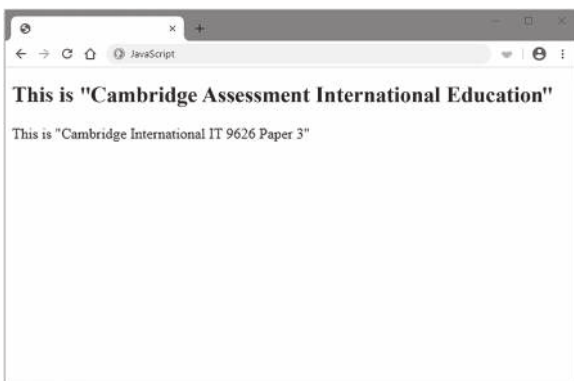 JavaScript
This is "Cambridge Assessment International Education"
This is "Cambridge International IT 9626 Paper 3"